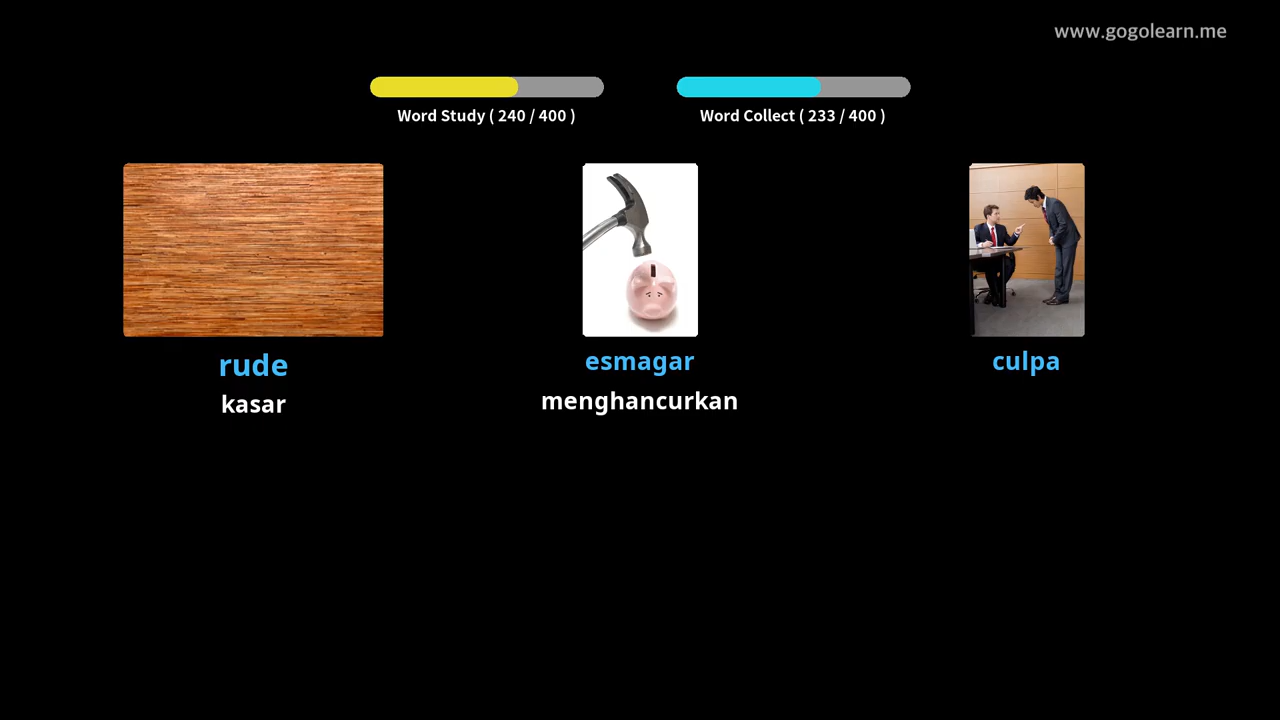 www.gogolearn.me
Word Study ( 240 / 400 )
Word Collect ( 233 / 400 )
rude
kasar
esmagar
menghancurkan
culpa